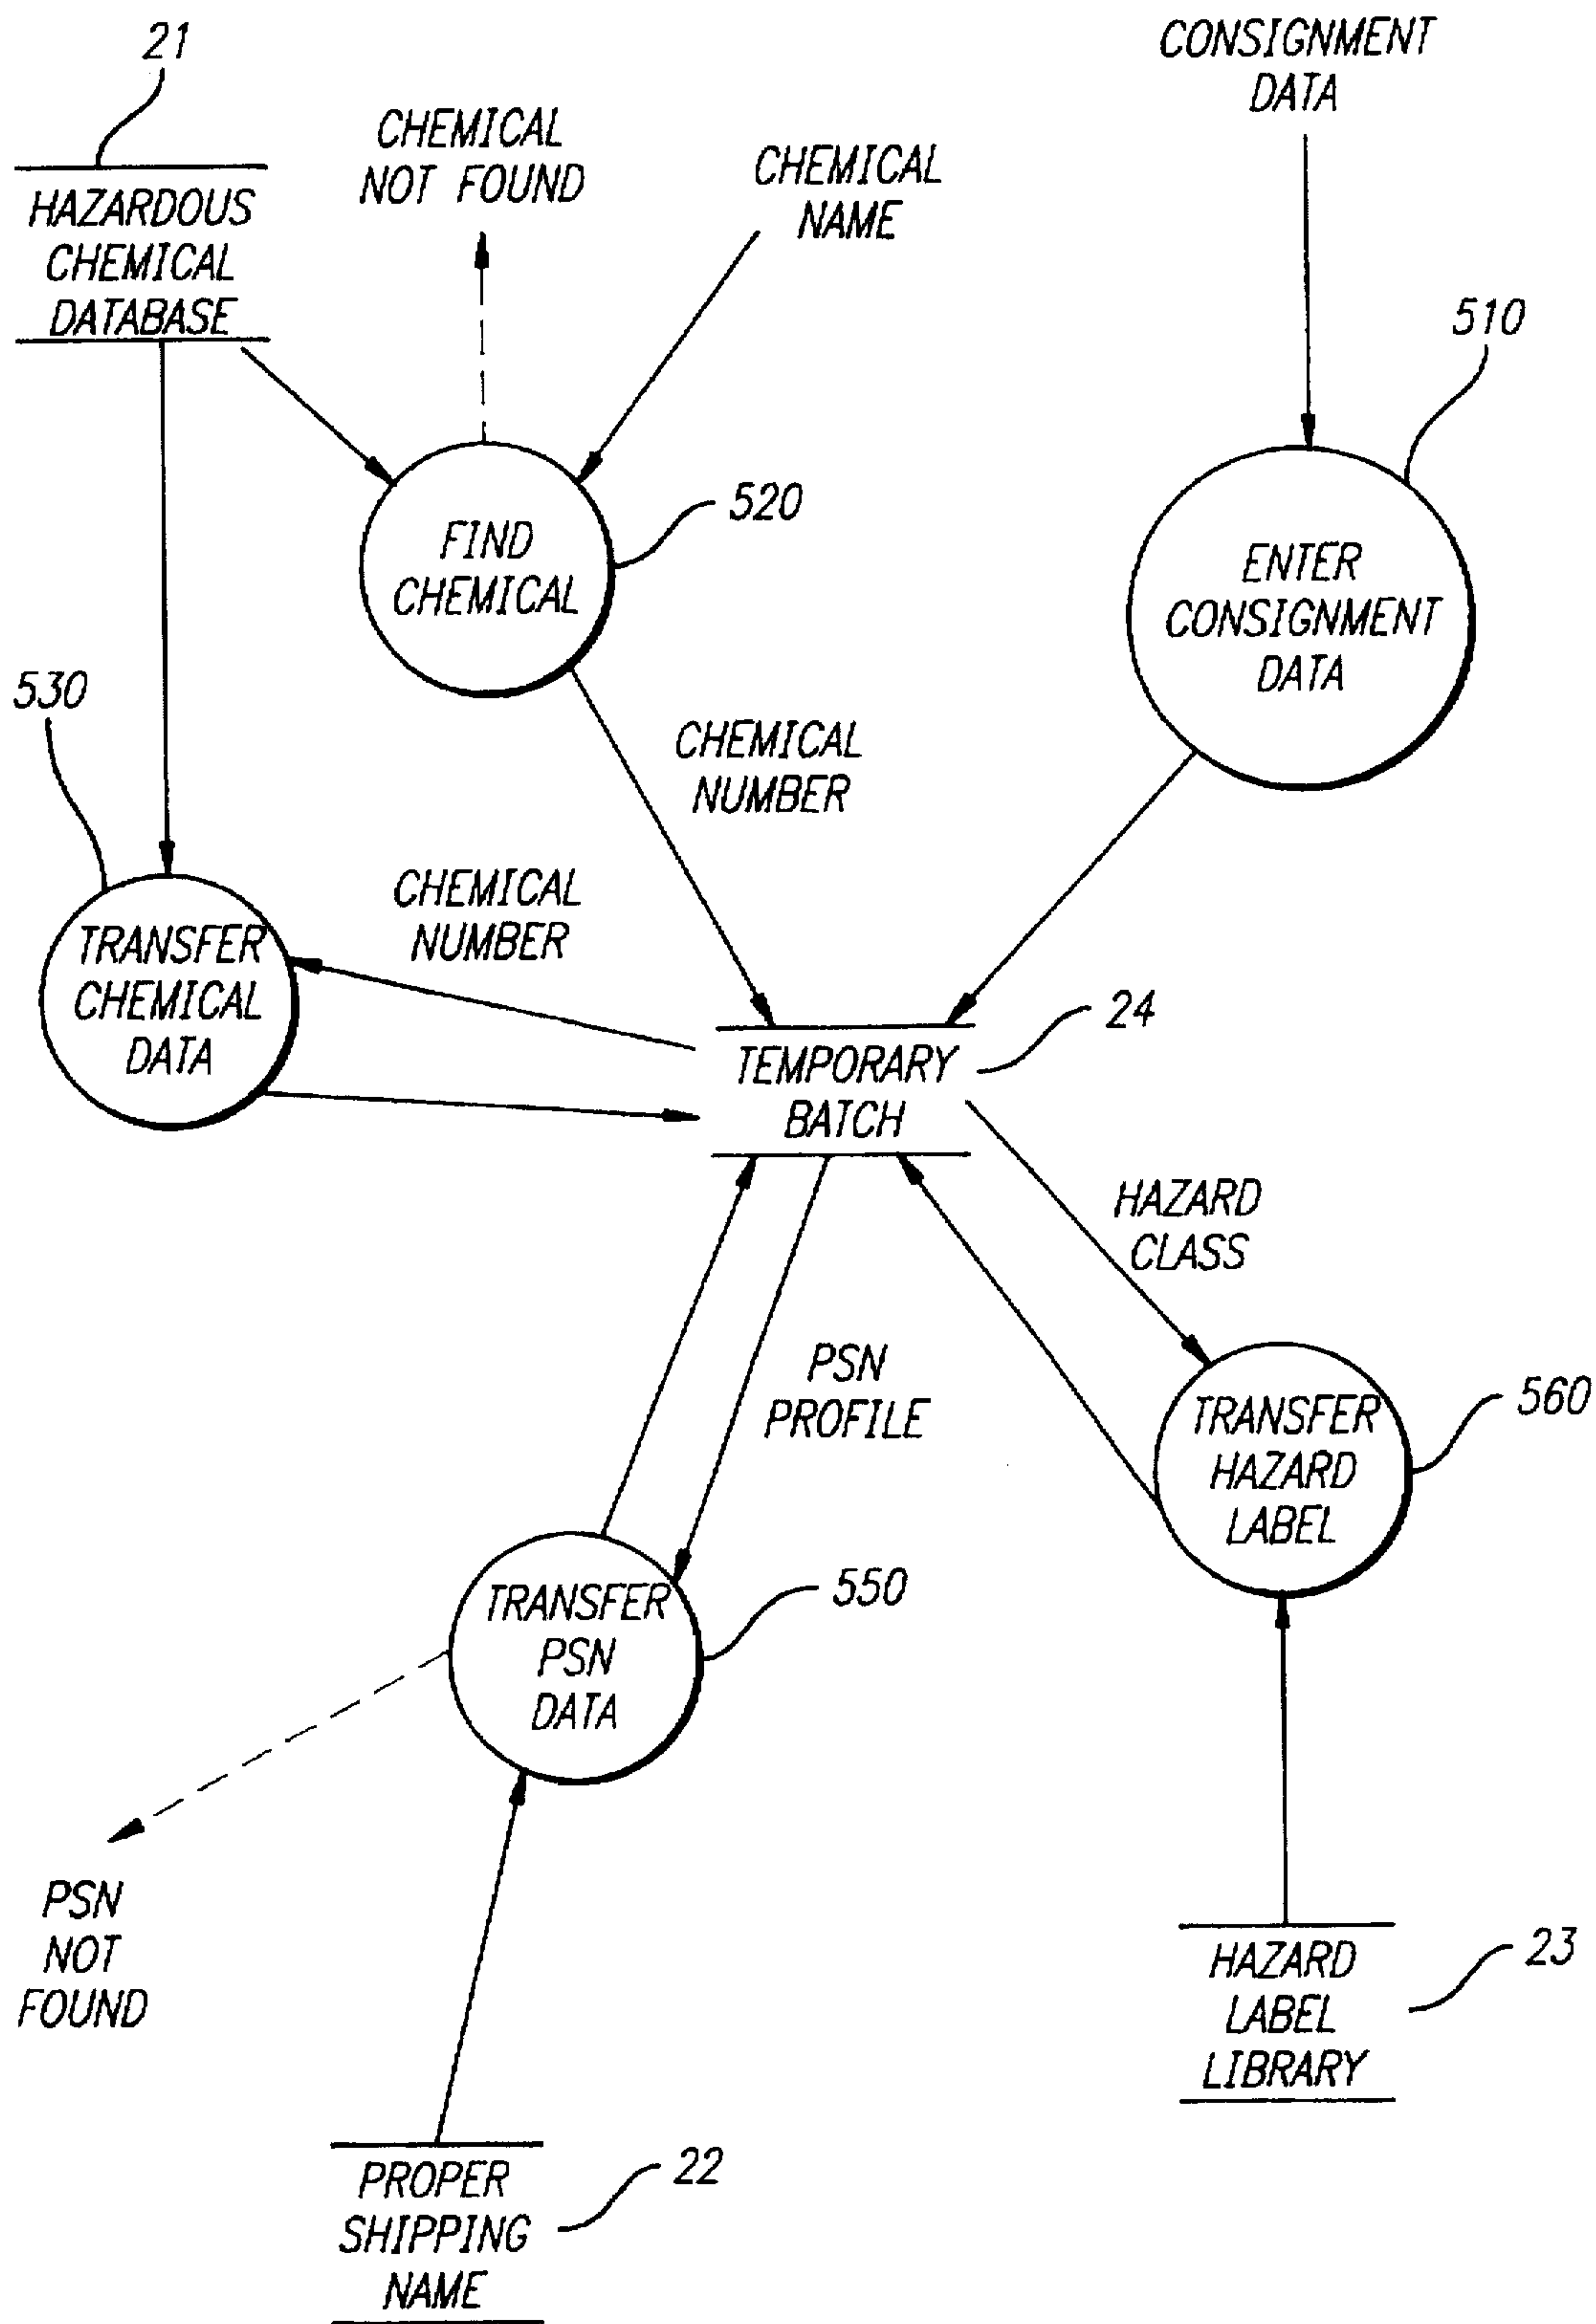 21
CONSIGNMENT
DATA
CHEMICAL
NOT FOUND
CHEMICAL
NAME
HAZARDOUS
CHEMICAL
DATABASE
510
520
FIND
CHEMICAL
ENTER
CONSIGNMENT
DATA
530
CHEMICAL
NUMBER
CHEMICAL
NUMBER
TRANSFER
CHEMICAL
DATA
24
TEMPORARY
BATCH
HAZARD
CLASS
PSN
PROFILE
560
TRANSFER
HAZARD
LABEL
550
TRANSFER
PSN
DATA
PSN
NOT
FOUND
23
HAZARD
LABEL
LIBRARY
22
PROPER
SHIPPING
NAME